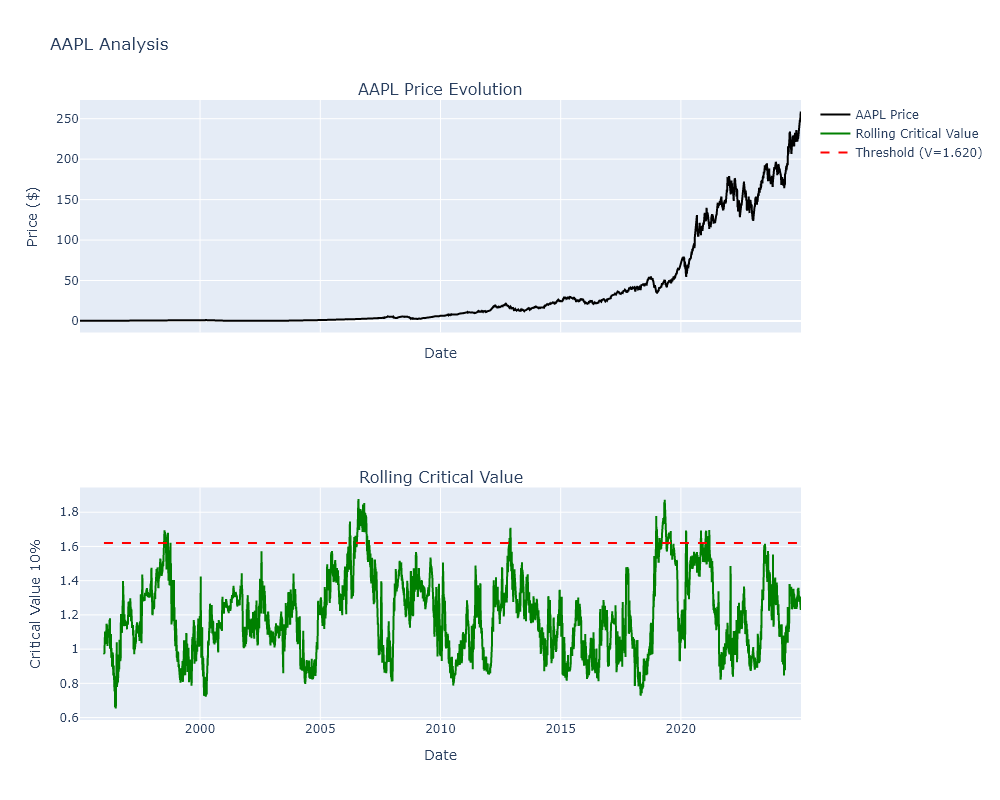 AAPL Analysis
AAPL Price Evolution
AAPL Price
Rolling Critical Value
Threshold (V=1.620)
Price ($)
250
200
150
100
50
0
Date
Rolling Critical Value
Critical Value 10%
1.8
1.6
1.4
1.2
1
0.8
0.6
2000 2005 2010 2015 2020
Date